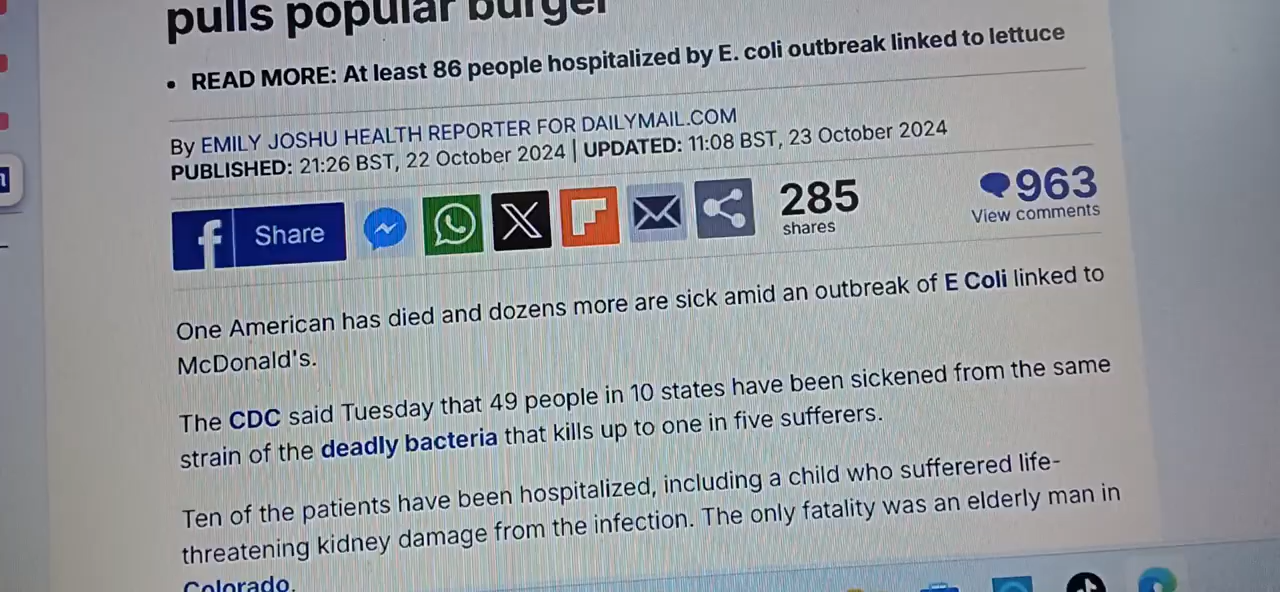 pulls popular burger
• READ MORE: At least 86 people hospitalized by E. coli outbreak linked to lettuce
By EMILY JOSHU HEALTH REPORTER FOR DAILYMAIL.COM
PUBLISHED: 21:26 BST, 22 October 2024 | UPDATED: 11:08 BST, 23 October 2024
f Share
285
shares
963
View comments
One American has died and dozens more are sick amid an outbreak of E Coli linked to
McDonald's.
The CDC said Tuesday that 49 people in 10 states have been sickened from the same
strain of the deadly bacteria that kills up to one in five sufferers.
Ten of the patients have been hospitalized, including a child who sufferered life-
threatening kidney damage from the infection. The only fatality was an elderly man in
Colorado.